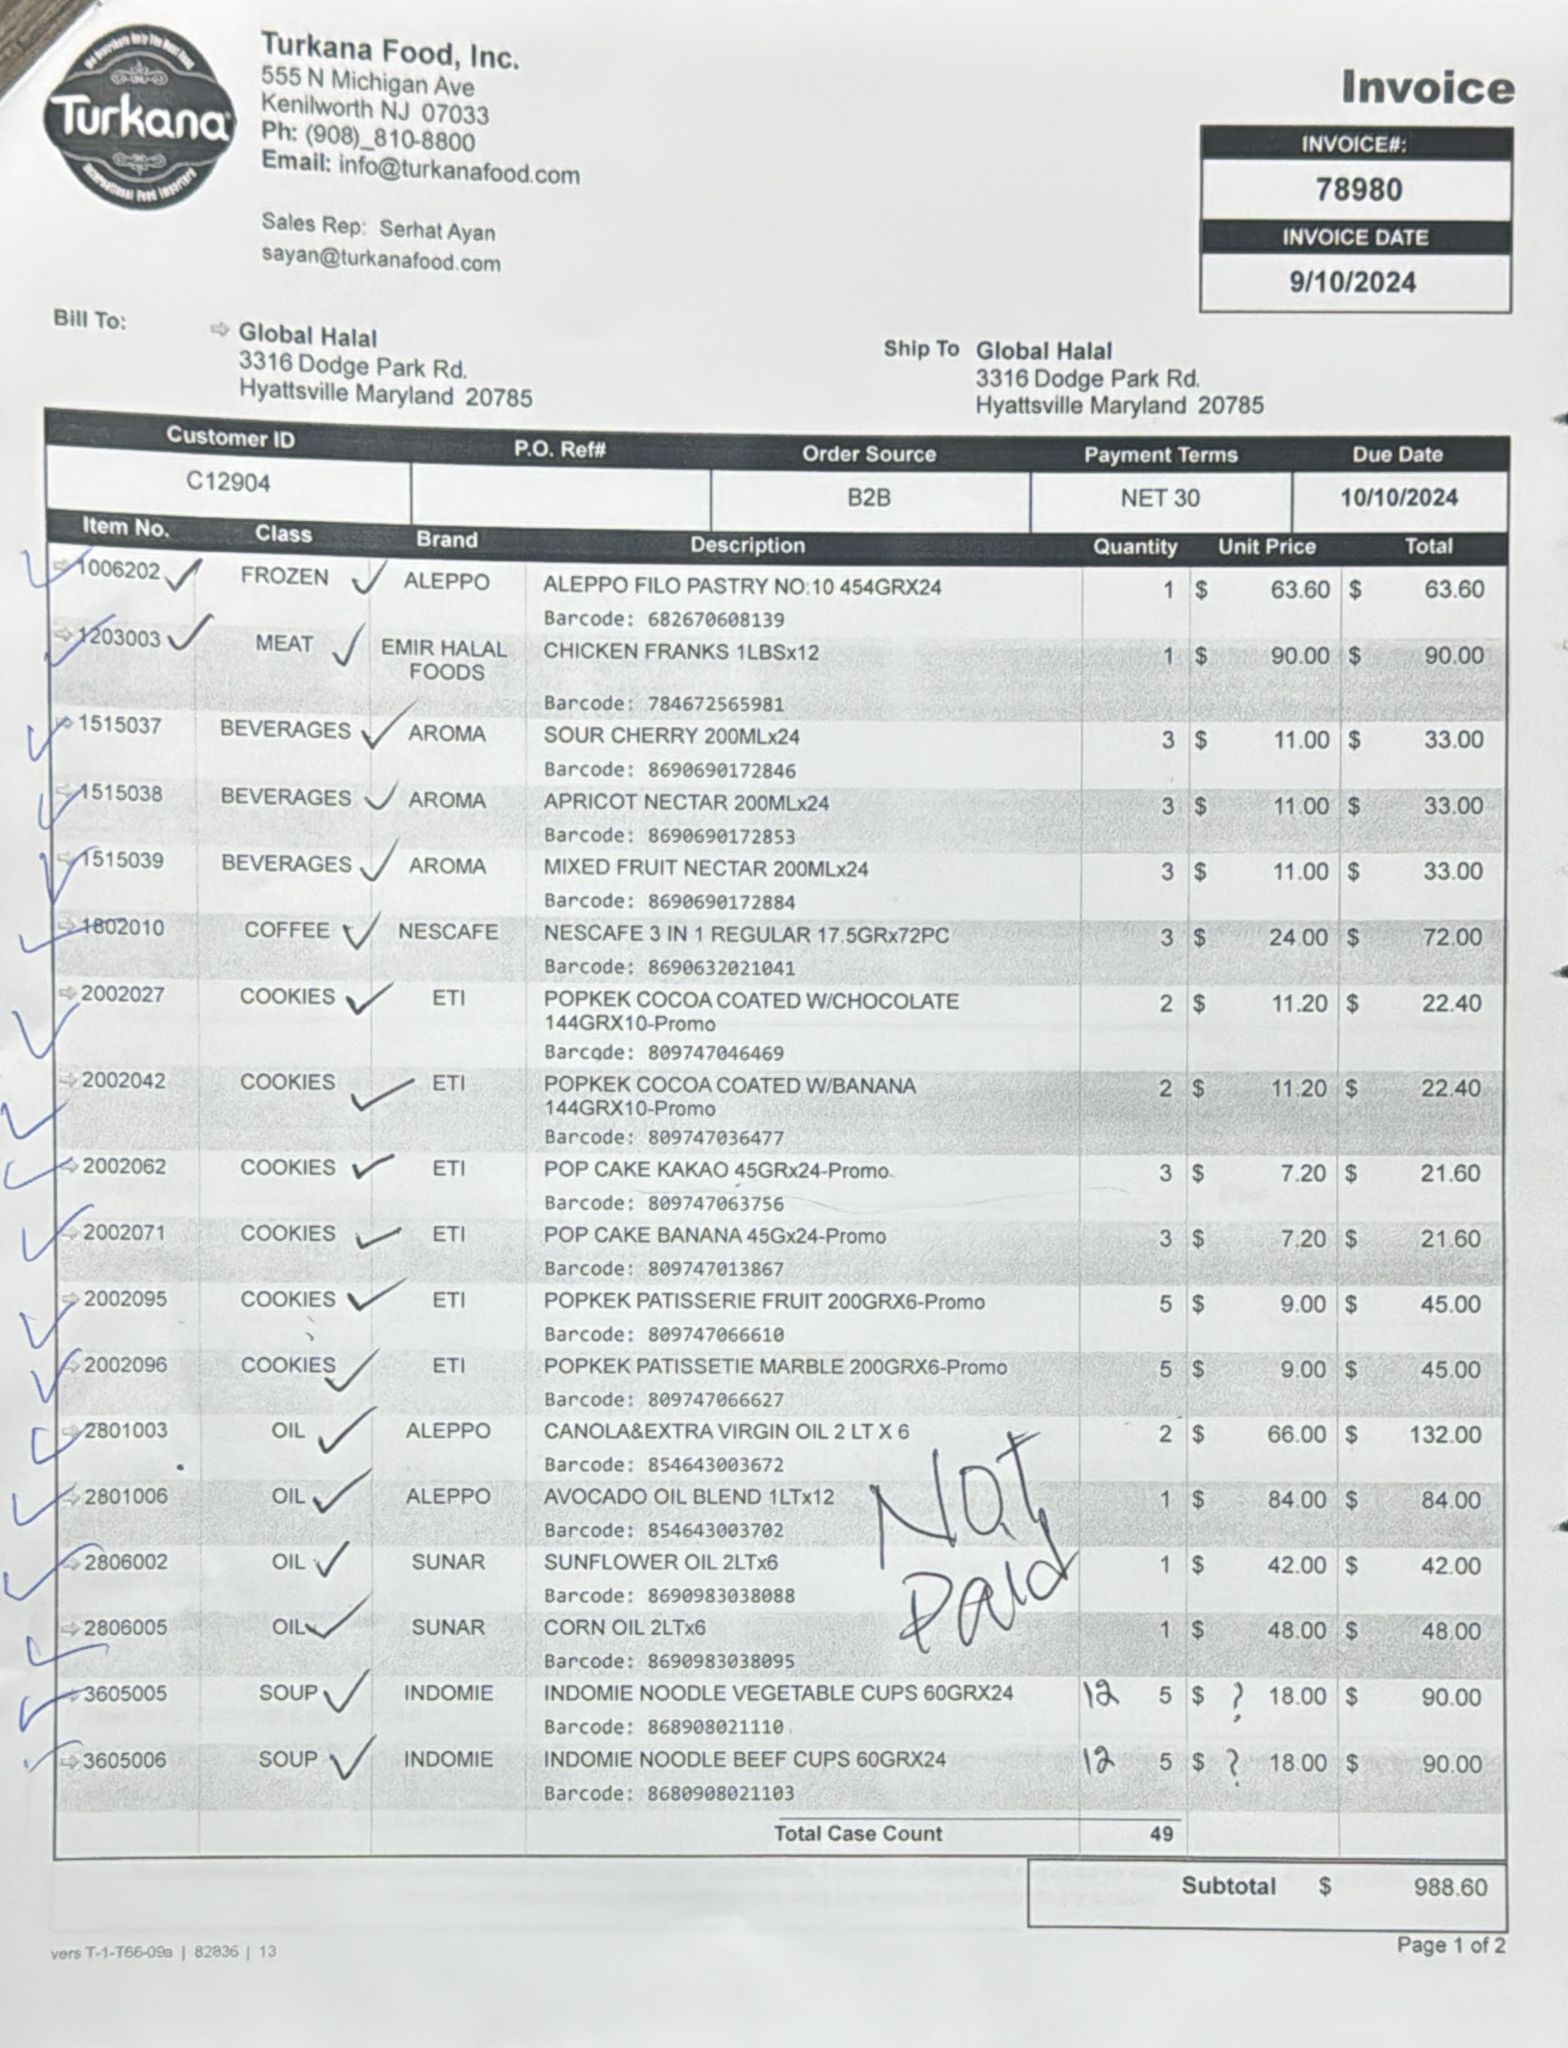 Turkana Food, Inc.
555 N Michigan Ave
Kenilworth NJ 07033
Ph: (908)_810-8800
Email: info@turkanafood.com
Turkana
International Food Importers
Sales Rep: Serhat Ayan
sayan@turkanafood.com
Invoice
INVOICE#:
78980
INVOICE DATE
9/10/2024
Bill To: Global Halal
3316 Dodge Park Rd.
Hyattsville Maryland 20785
Ship To Global Halal
3316 Dodge Park Rd.
Hyattsville Maryland 20785
Customer ID P.O. Ref# Order Source Payment Terms Due Date
C12904 B2B NET 30 10/10/2024
Item No. Class Brand Description Quantity Unit Price Total
1006202 FROZEN ALEPPO ALEPPO FILO PASTRY NO:10 454GRX24 1 $ 63.60 $ 63.60
Barcode: 682670608139
1203003 MEAT EMIR HALAL FOODS CHICKEN FRANKS 1LBSx12 1 $ 90.00 $ 90.00
Barcode: 784672565981
1515037 BEVERAGES AROMA SOUR CHERRY 200MLx24 3 $ 11.00 $ 33.00
Barcode: 8690690172846
1515038 BEVERAGES AROMA APRICOT NECTAR 200MLx24 3 $ 11.00 $ 33.00
Barcode: 8690690172853
1515039 BEVERAGES AROMA MIXED FRUIT NECTAR 200MLx24 3 $ 11.00 $ 33.00
Barcode: 8690690172884
1802010 COFFEE NESCAFE NESCAFE 3 IN 1 REGULAR 17.5GRx72PC 3 $ 24.00 $ 72.00
Barcode: 8690632021041
2002027 COOKIES ETI POPKEK COCOA COATED W/CHOCOLATE 2 $ 11.20 $ 22.40
144GRX10-Promo
Barcode: 809747046469
2002042 COOKIES ETI POPKEK COCOA COATED W/BANANA 2 $ 11.20 $ 22.40
144GRX10-Promo
Barcode: 809747036477
2002062 COOKIES ETI POP CAKE KAKAO 45GRx24-Promo 3 $ 7.20 $ 21.60
Barcode: 809747063756
2002071 COOKIES ETI POP CAKE BANANA 45Gx24-Promo 3 $ 7.20 $ 21.60
Barcode: 809747013867
2002095 COOKIES ETI POPKEK PATISSERIE FRUIT 200GRX6-Promo 5 $ 9.00 $ 45.00
Barcode: 809747066610
2002096 COOKIES ETI POPKEK PATISSETIE MARBLE 200GRX6-Promo 5 $ 9.00 $ 45.00
Barcode: 809747066627
2801003 OIL ALEPPO CANOLA&EXTRA VIRGIN OIL 2 LT X 6 2 $ 66.00 $ 132.00
Barcode: 854643003672
2801006 OIL ALEPPO AVOCADO OIL BLEND 1LTx12 1 $ 84.00 $ 84.00
Barcode: 854643003702
Not
Paid
2806002 OIL SUNAR SUNFLOWER OIL 2LTx6 1 $ 42.00 $ 42.00
Barcode: 8690983038088
2806005 OIL SUNAR CORN OIL 2LTx6 1 $ 48.00 $ 48.00
Barcode: 8690983038095
3605005 SOUP INDOMIE INDOMIE NOODLE VEGETABLE CUPS 60GRX24 12 5 $ ? 18.00 $ 90.00
Barcode: 868908021110
3605006 SOUP INDOMIE INDOMIE NOODLE BEEF CUPS 60GRX24 12 5 $ ? 18.00 $ 90.00
Barcode: 8680908021103
Total Case Count 49
Subtotal $ 988.60
vers T-1-T66-09a | 82836 | 13
Page 1 of 2